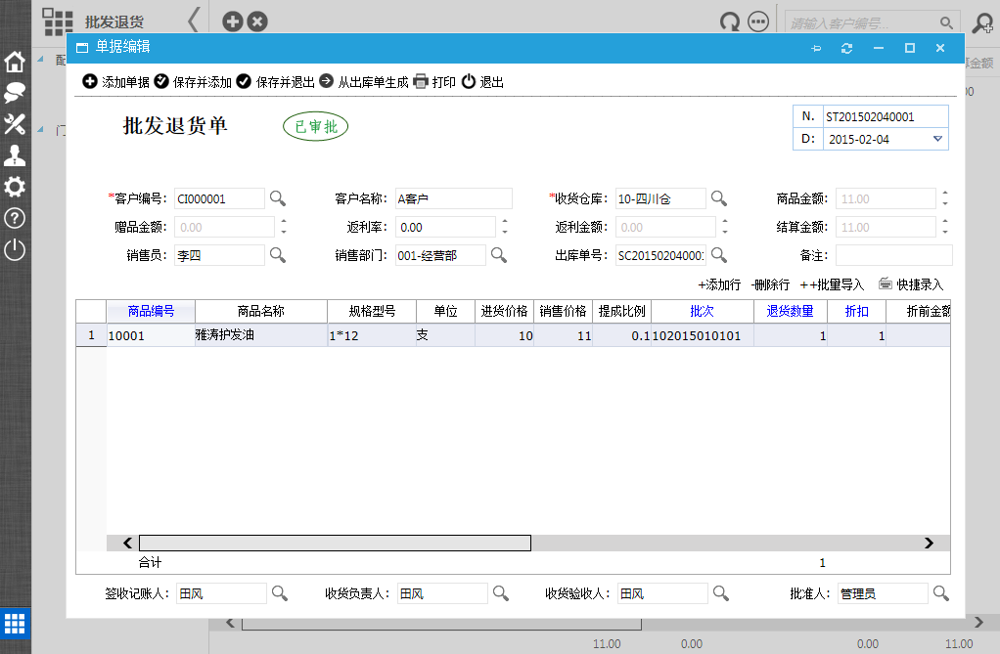 批发退货
请输入客户编号...
单据编辑
添加单据 保存并添加 保存并退出 从出库单生成 打印 退出
批发退货单 已审批
N. ST201502040001
D: 2015-02-04
*客户编号: CI000001 客户名称: A客户 *收货仓库: 10-四川仓 商品金额: 11.00
赠品金额: 0.00 返利率: 0.00 返利金额: 0.00 结算金额: 11.00
销售员: 李四 销售部门: 001-经营部 出库单号: SC20150204000: 备注:
+添加行 -删除行 ++批量导入 快捷录入
商品编号 商品名称 规格型号 单位 进货价格 销售价格 提成比例 批次 退货数量 折扣 折前金额
1 10001 雅涛护发油 1*12 支 10 11 0.1 102015010101 1 1
合计 1
签收记账人: 田风 收货负责人: 田风 收货验收人: 田风 批准人: 管理员
11.00 0.00 0.00 11.00